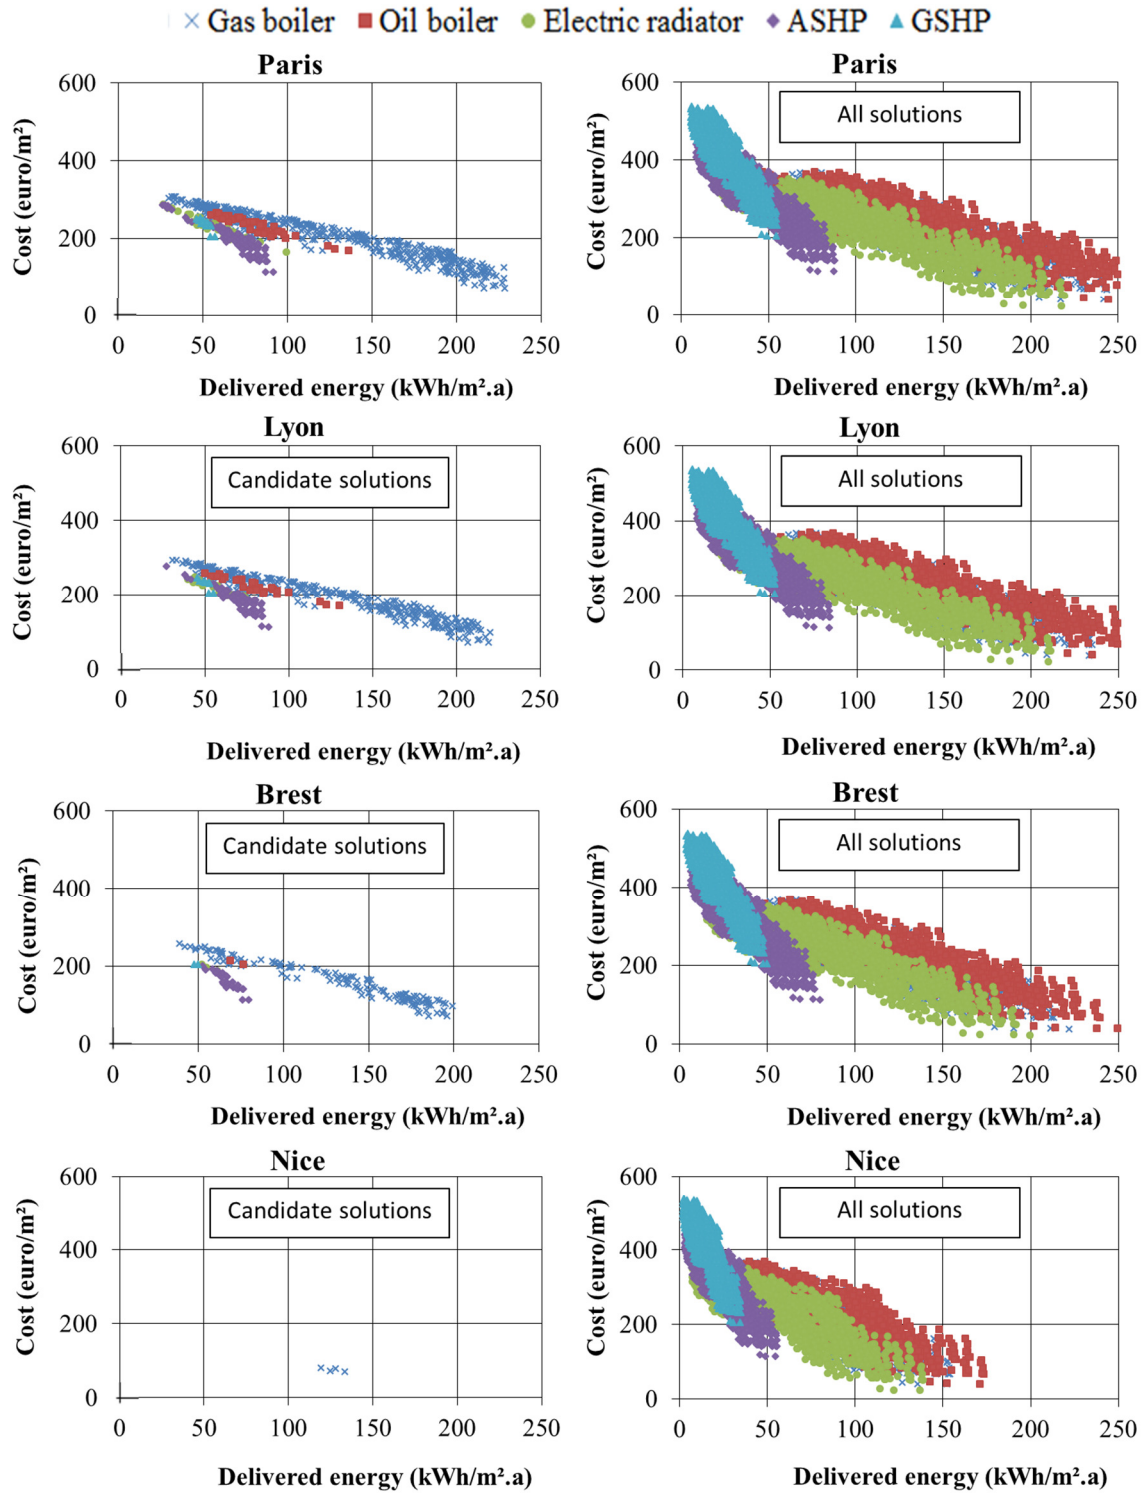 Gas boiler Oil boiler Electric radiator ASHP GSHP
Paris
600
400
200
0
0 50 100 150 200 250
Cost (euro/m²)
Delivered energy (kWh/m².a)
Paris
All solutions
600
400
200
0
0 50 100 150 200 250
Cost (euro/m²)
Delivered energy (kWh/m².a)
Lyon
Candidate solutions
600
400
200
0
0 50 100 150 200 250
Cost (euro/m²)
Delivered energy (kWh/m².a)
Lyon
All solutions
600
400
200
0
0 50 100 150 200 250
Cost (euro/m²)
Delivered energy (kWh/m².a)
Brest
Candidate solutions
600
400
200
0
0 50 100 150 200 250
Cost (euro/m²)
Delivered energy (kWh/m².a)
Brest
All solutions
600
400
200
0
0 50 100 150 200 250
Cost (euro/m²)
Delivered energy (kWh/m².a)
Nice
Candidate solutions
600
400
200
0
0 50 100 150 200 250
Cost (euro/m²)
Delivered energy (kWh/m².a)
Nice
All solutions
600
400
200
0
0 50 100 150 200 250
Cost (euro/m²)
Delivered energy (kWh/m².a)